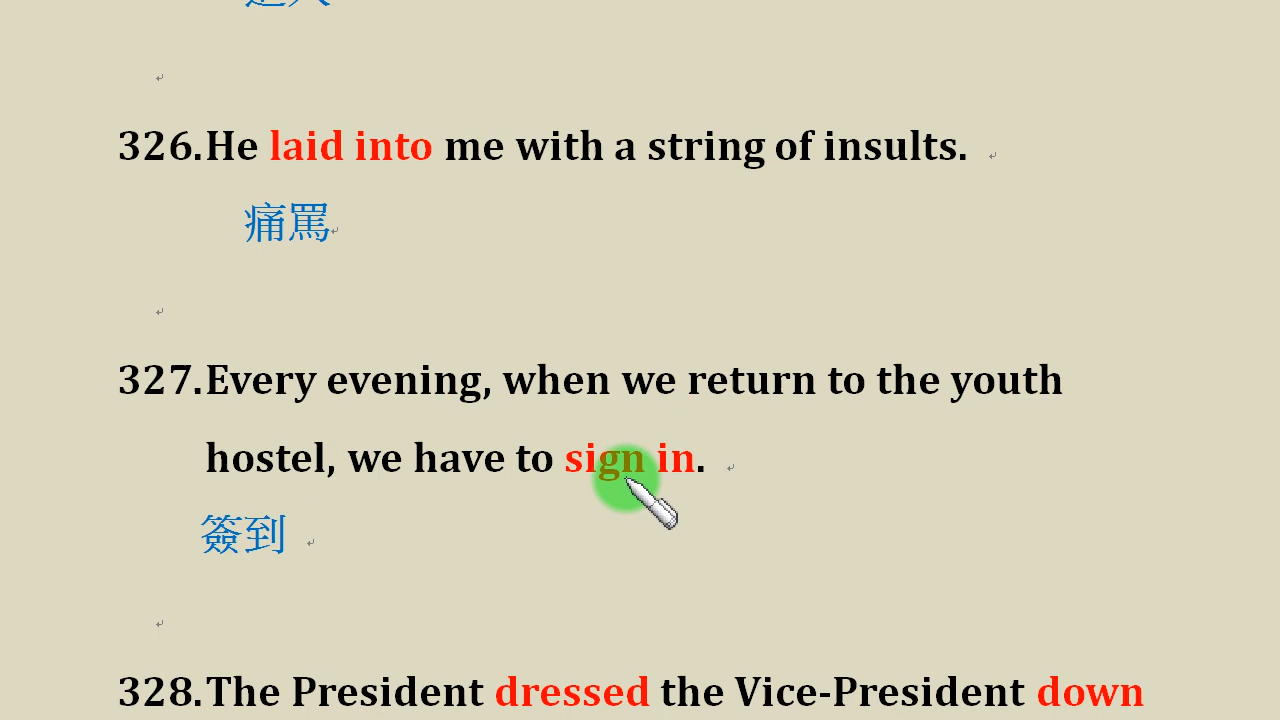 326.He laid into me with a string of insults.
痛罵
327.Every evening, when we return to the youth
hostel, we have to sign in.
簽到
328.The President dressed the Vice-President down